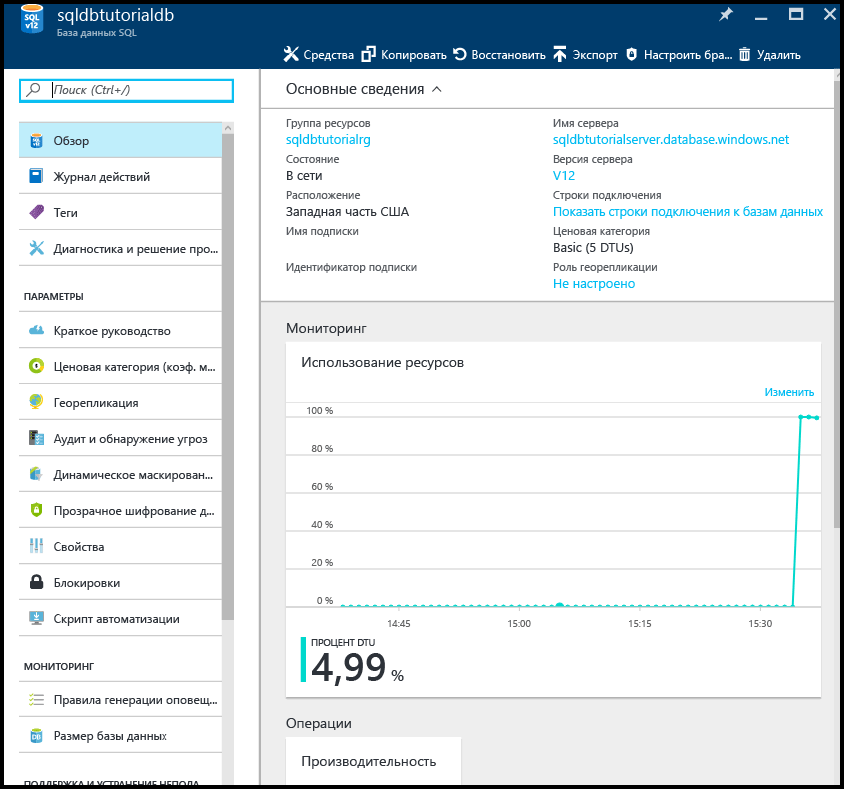 SQL
v12
sqldbtutorialdb
База данных SQL
Средства
Копировать
Восстановить
Экспорт
Настроить бра...
Удалить
Поиск (Ctrl+/)
Обзор
Журнал действий
Теги
Диагностика и решение про...
ПАРАМЕТРЫ
Краткое руководство
Ценовая категория (коэф. м...
Георепликация
Аудит и обнаружение угроз
Динамическое маскирован...
Прозрачное шифрование д...
Свойства
Блокировки
Скрипт автоматизации
МОНИТОРИНГ
Правила генерации оповещ...
Размер базы данных
ПОДДЕРЖКА И УСТРАНЕНИЕ НЕПОЛА
Основные сведения
Группа ресурсов
sqldbtutorialrg
Состояние
В сети
Расположение
Западная часть США
Имя подписки
Идентификатор подписки
Имя сервера
sqldbtutorialserver.database.windows.net
Версия сервера
V12
Строки подключения
Показать строки подключения к базам данных
Ценовая категория
Basic (5 DTUs)
Роль георепликации
Не настроено
Мониторинг
Использование ресурсов
Изменить
100 %
80 %
60 %
40 %
20 %
0 %
14:45
15:00
15:15
15:30
ПРОЦЕНТ DTU
4,99 %
Операции
Производительность